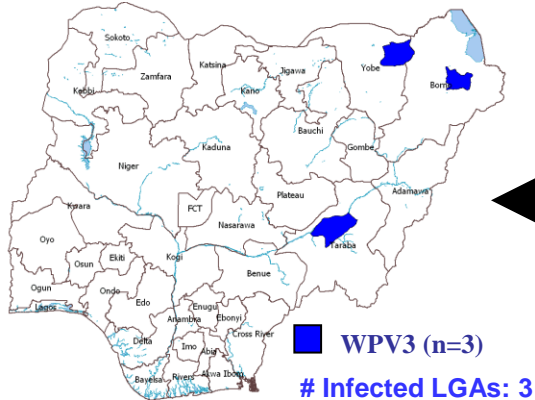 Sokoto
Katsina
Jigawa
Yobe
Zamfara
Kebbi
Kano
Borno
Bauchi
Gombe
Kaduna
Niger
Adamawa
Plateau
FCT
Kwara
Nasarawa
Taraba
Oyo
Kogi
Ekiti
Osun
Benue
Ogun
Ondo
Edo
Lagos
Enugu
Anambra
Ebonyi
Cross River
Delta
Imo
Abia
Bayelsa
Rivers
Akwa Ibom
WPV3 (n=3)
# Infected LGAs: 3